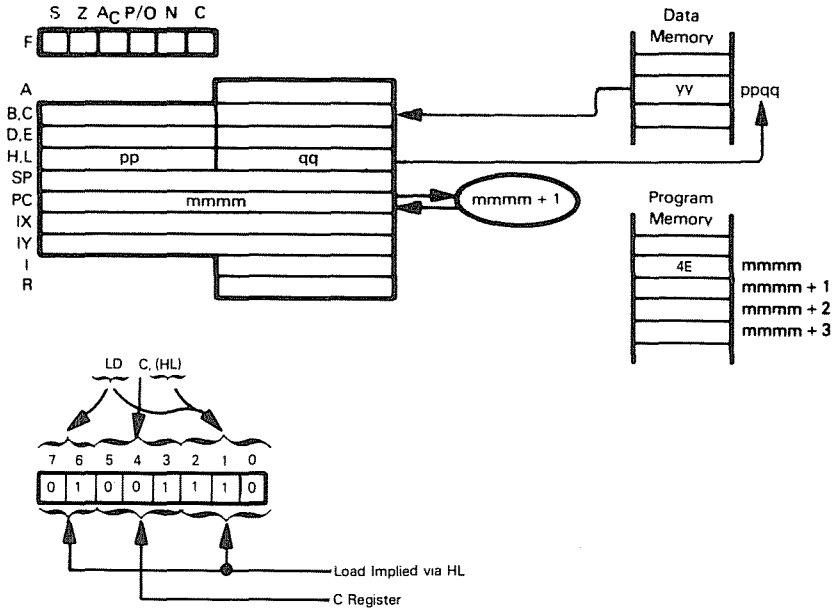 S Z AC P/O N C
F
Data
Memory
A
yy ppqq
B,C
D,E
H,L pp qq
SP
PC mmmm mmmm + 1
IX
IY
I
R
Program
Memory
4E mmmm
mmmm + 1
mmmm + 2
mmmm + 3
LD C, (HL)
7 6 5 4 3 2 1 0
0 1 0 0 1 1 1 0
Load Implied via HL
C Register